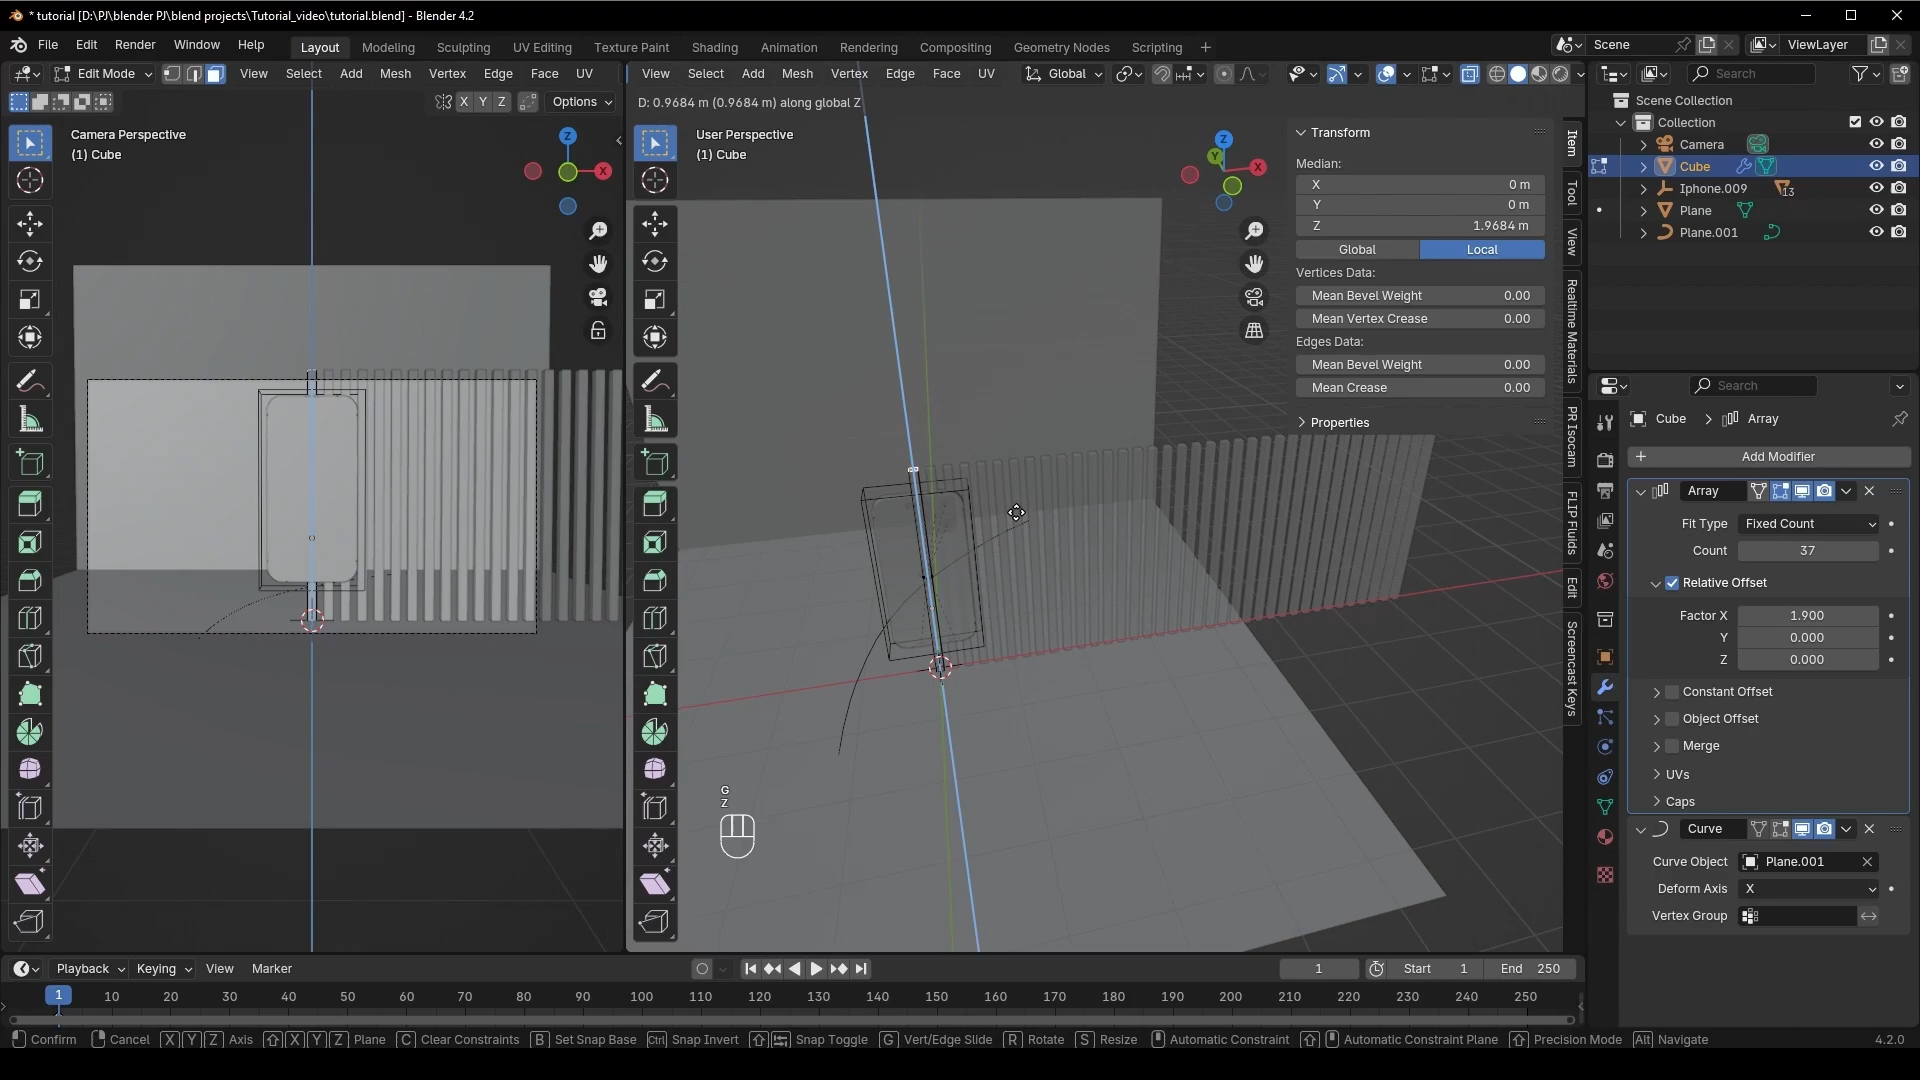 * tutorial [D:\PJ\blender PJ\blend projects\Tutorial_video\tutorial.blend] - Blender 4.2
File Edit Render Window Help Layout Modeling Sculpting UV Editing Texture Paint Shading Animation Rendering Compositing Geometry Nodes Scripting + Scene ViewLayer
Edit Mode View Select Add Mesh Vertex Edge Face UV
View Select Add Mesh Vertex Edge Face UV Global
Search
X Y Z Options
D: 0.9684 m (0.9684 m) along global Z
Scene Collection
Collection
Camera
Cube
Iphone.009 13
Plane
Plane.001
Camera Perspective
(1) Cube
Z
X
User Perspective
(1) Cube
Z
Y
X
Transform
Median:
X 0 m
Y 0 m
Z 1.9684 m
Global Local
Vertices Data:
Mean Bevel Weight 0.00
Mean Vertex Crease 0.00
Edges Data:
Mean Bevel Weight 0.00
Mean Crease 0.00
Properties
Item
Tool
View
Realtime Materials
PR Isocam
FLIP Fluids
Edit
Screencast Keys
G
Z
Search
Cube > Array
+ Add Modifier
Array
Fit Type Fixed Count
Count 37
Relative Offset
Factor X 1.900
Y 0.000
Z 0.000
Constant Offset
Object Offset
Merge
UVs
Caps
Curve
Curve Object Plane.001
Deform Axis X
Vertex Group
Playback Keying View Marker 1 Start 1 End 250
1 10 20 30 40 50 60 70 80 90 100 110 120 130 140 150 160 170 180 190 200 210 220 230 240 250
Confirm Cancel X Y Z Axis X Y Z Plane C Clear Constraints B Set Snap Base Ctrl Snap Invert Snap Toggle G Vert/Edge Slide R Rotate S Resize Automatic Constraint Automatic Constraint Plane Precision Mode Alt Navigate 4.2.0